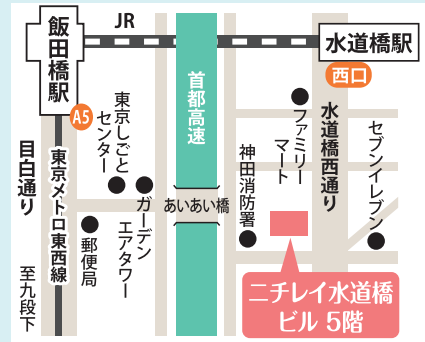 飯田橋駅
JR
水道橋駅
西口
A5
首都高速
東京しごと
センター
ファミリー
マート
水道橋西通り
セブンイレブン
目白通り
東京メトロ東西線
神田消防署
あいあい橋
ガーデン
エアタワー
郵便局
至九段下
ニチレイ水道橋
ビル 5階